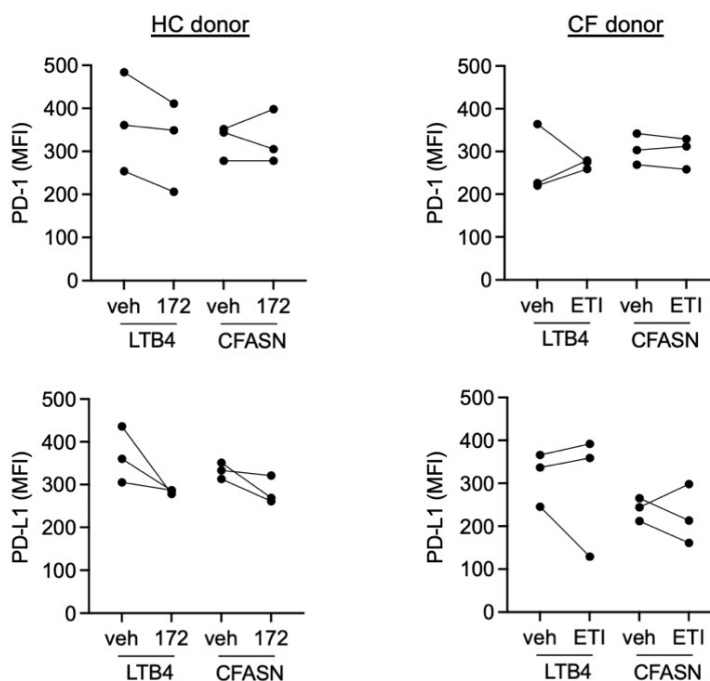 HC donor
CF donor
PD-1 (MFI)
500
400
300
200
100
0
veh 172 veh 172
LTB4 CFASN
PD-1 (MFI)
500
400
300
200
100
0
veh ETI veh ETI
LTB4 CFASN
PD-L1 (MFI)
500
400
300
200
100
0
veh 172 veh 172
LTB4 CFASN
PD-L1 (MFI)
500
400
300
200
100
0
veh ETI veh ETI
LTB4 CFASN